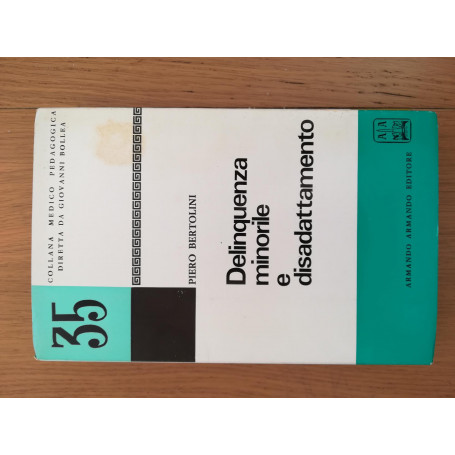 35
COLLANA MEDICO PEDAGOGICA
DIRETTA DA GIOVANNI BOLLEA
PIERO BERTOLINI
Delinquenza
minorile
e
disadattamento
ARMANDO ARMANDO EDITORE